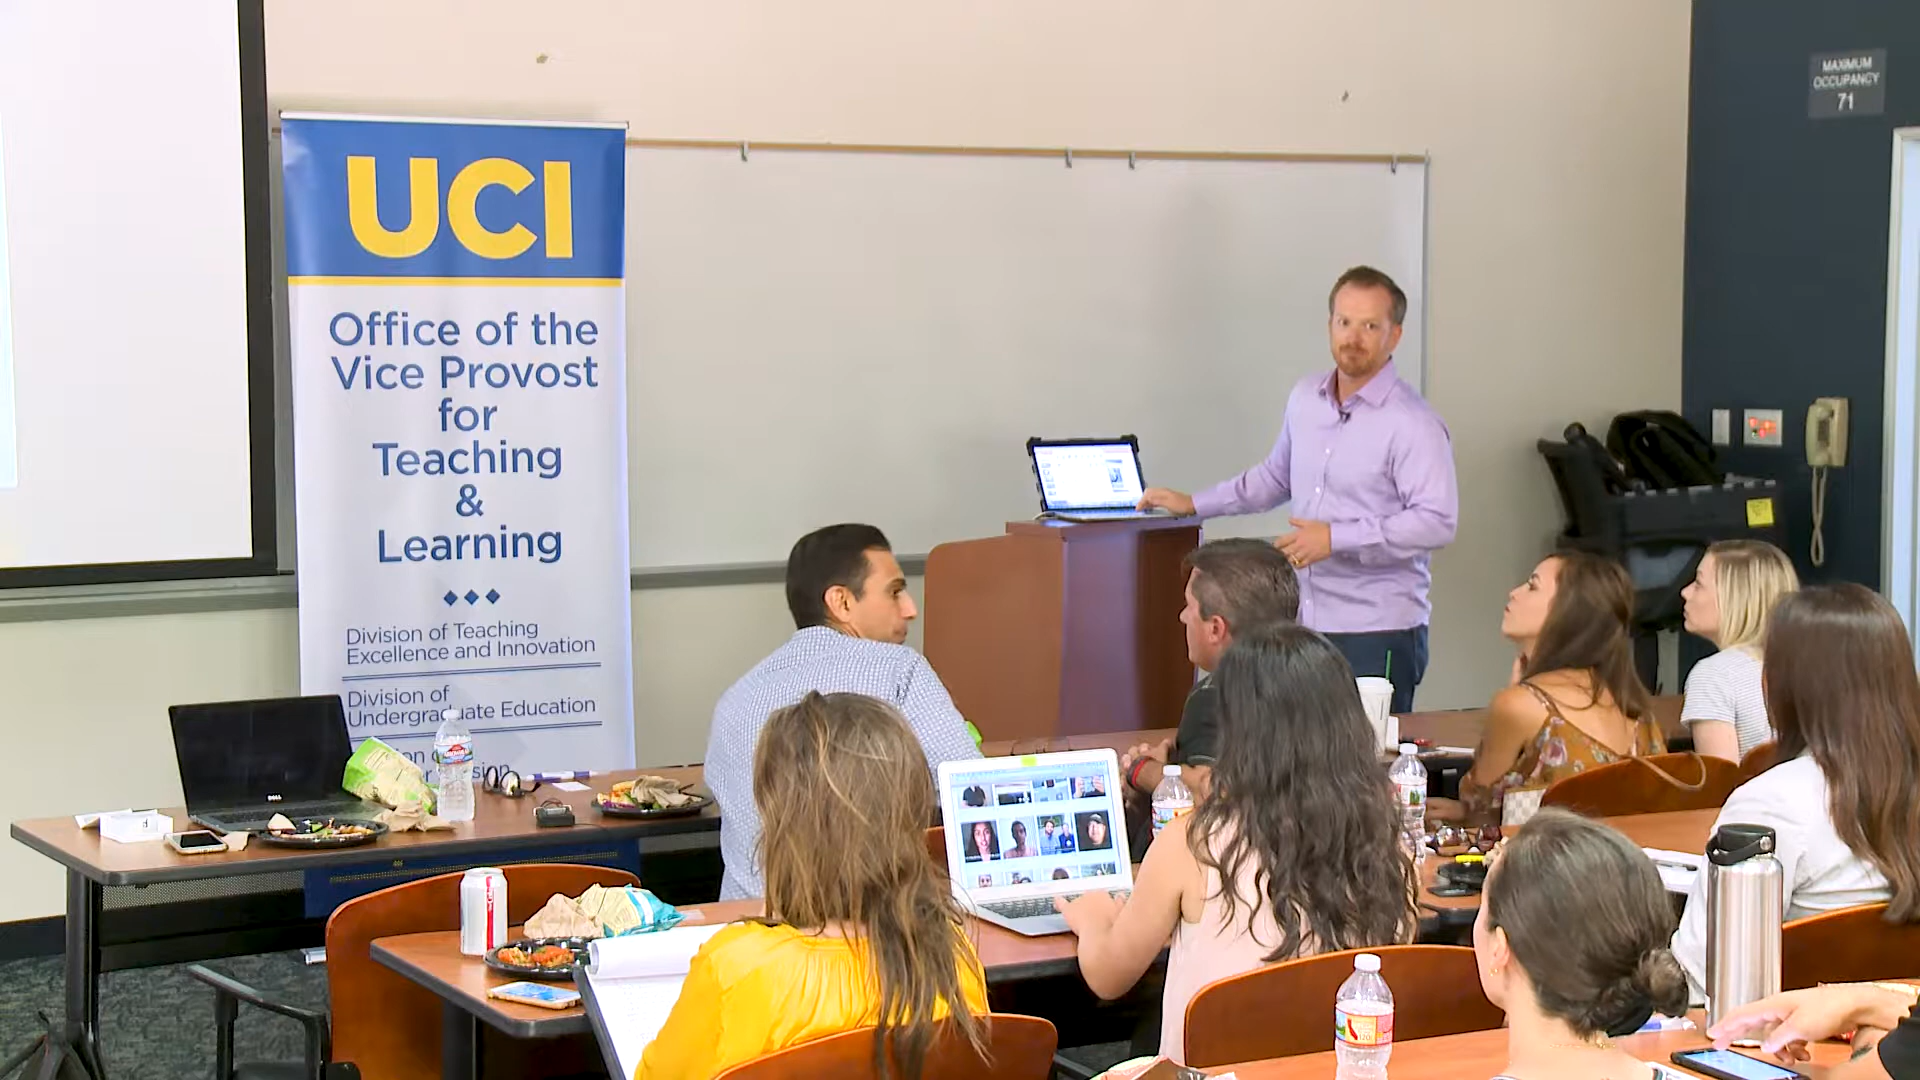 MAXIMUM
OCCUPANCY
71
UCI
Office of the
Vice Provost
for
Teaching
&
Learning
Division of Teaching
Excellence and Innovation
Division of
Undergraduate Education
DELL